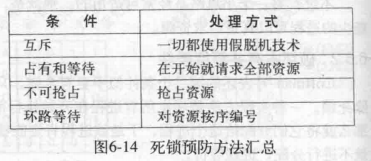 条 件 处理方式
互斥 一切都使用假脱机技术
占有和等待 在开始就请求全部资源
不可抢占 抢占资源
环路等待 对资源按序编号
图6-14 死锁预防方法汇总